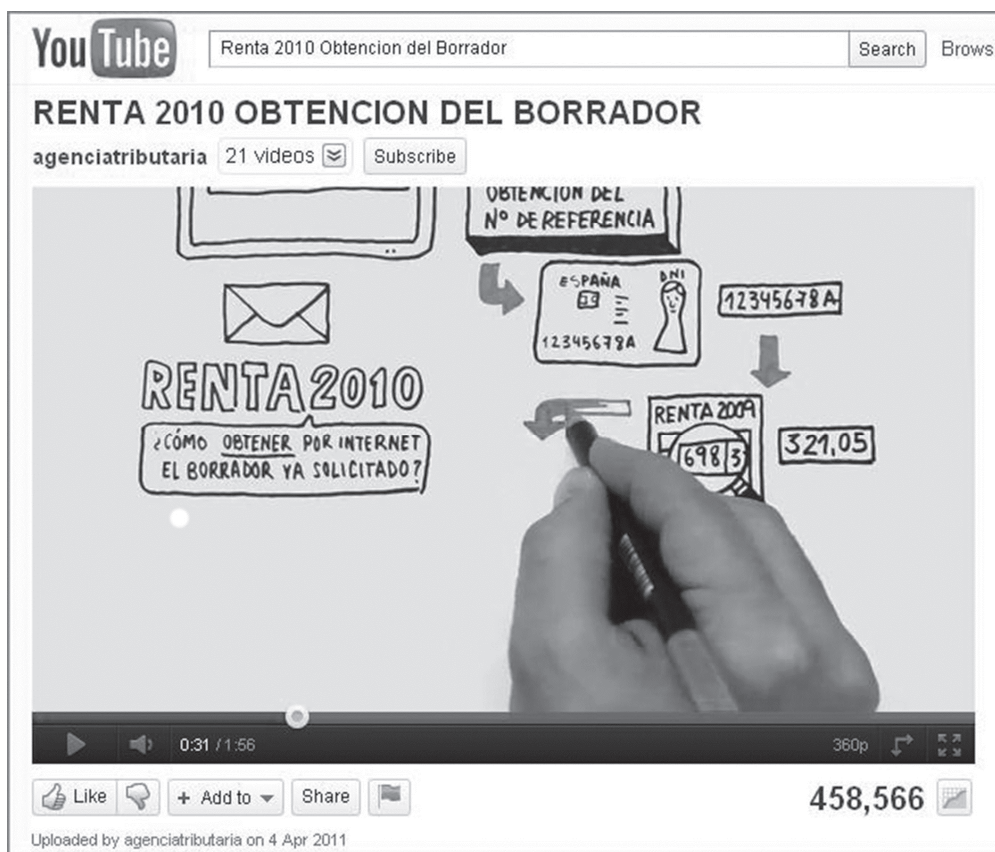 YouTube
Renta 2010 Obtencion del Borrador
Search
Brows
RENTA 2010 OBTENCION DEL BORRADOR
agenciatributaria 21 videos Subscribe
OBTENCIÓN DEL
Nº DE REFERENCIA
ESPAÑA
DNI
12345678A
12345678A
RENTA 2010
¿CÓMO OBTENER POR INTERNET
EL BORRADOR YA SOLICITADO?
RENTA 2009
698 3
321,05
0:31 / 1:56
360p
Like
+ Add to
Share
458,566
Uploaded by agenciatributaria on 4 Apr 2011